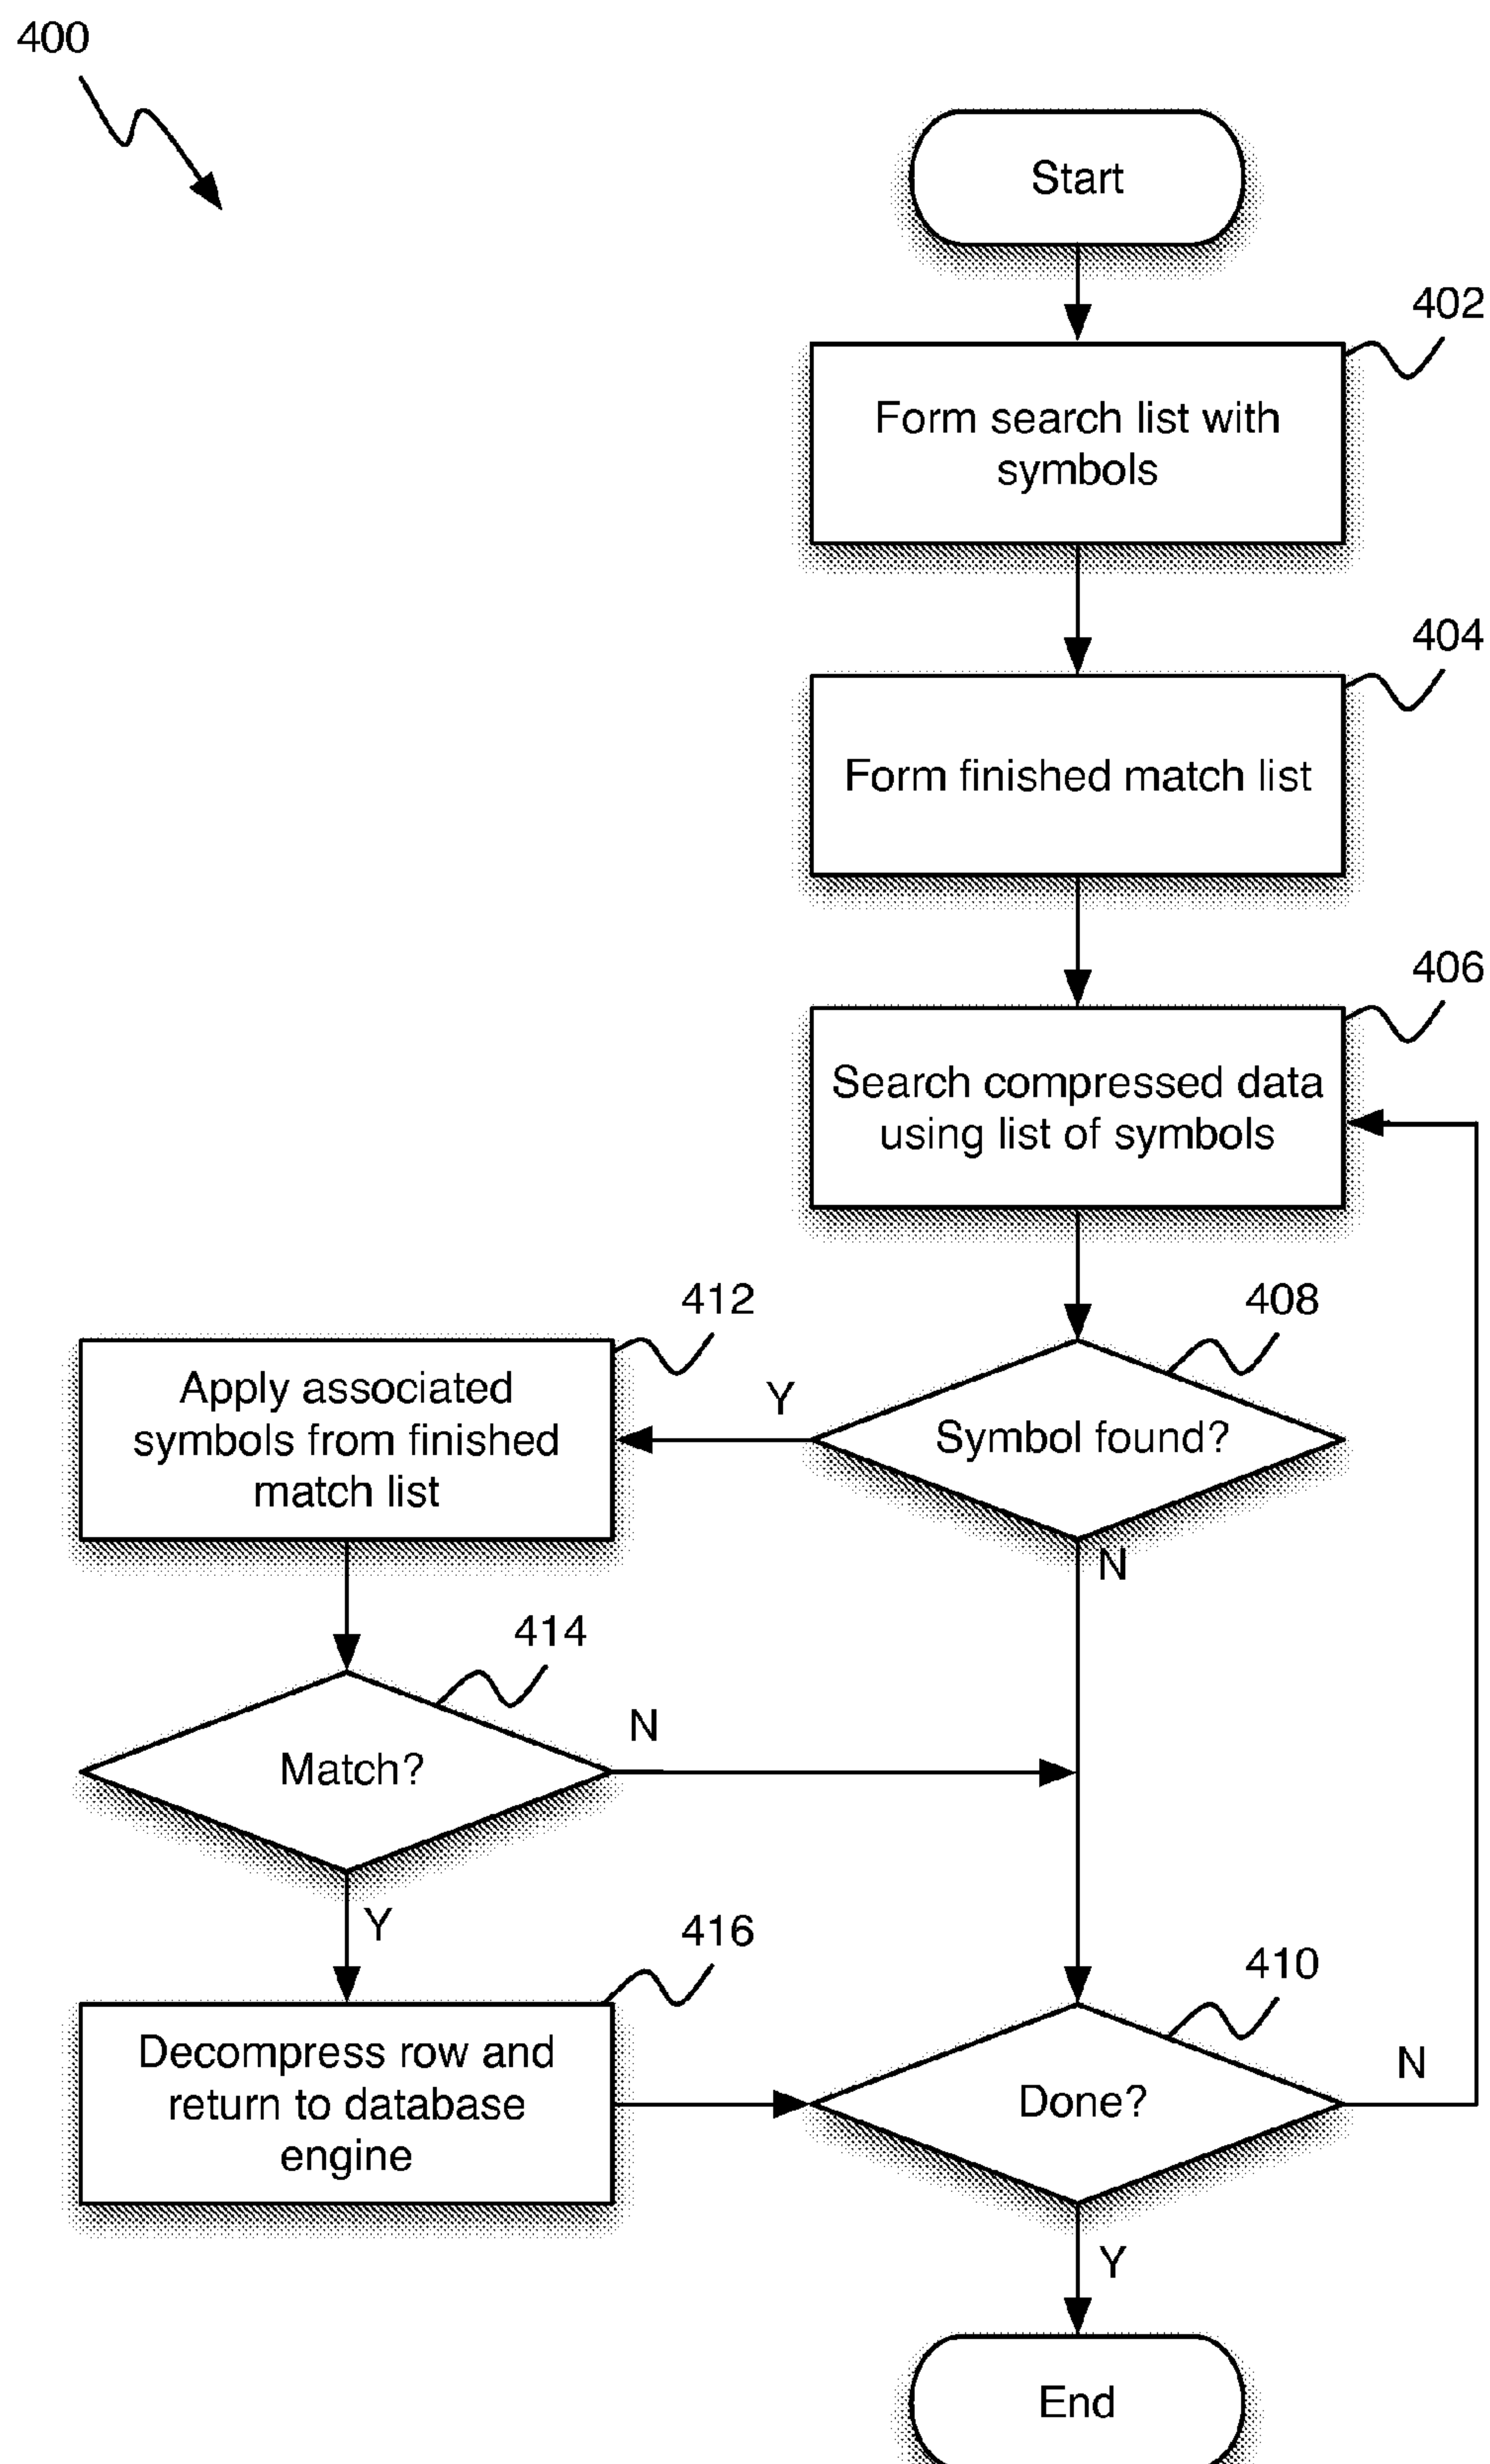 400
Start
402
Form search list with
symbols
404
Form finished match list
406
Search compressed data
using list of symbols
412
408
Apply associated
symbols from finished
match list
Y
Symbol found?
N
414
Match?
N
Y
416
410
Decompress row and
return to database
engine
Done?
N
Y
End